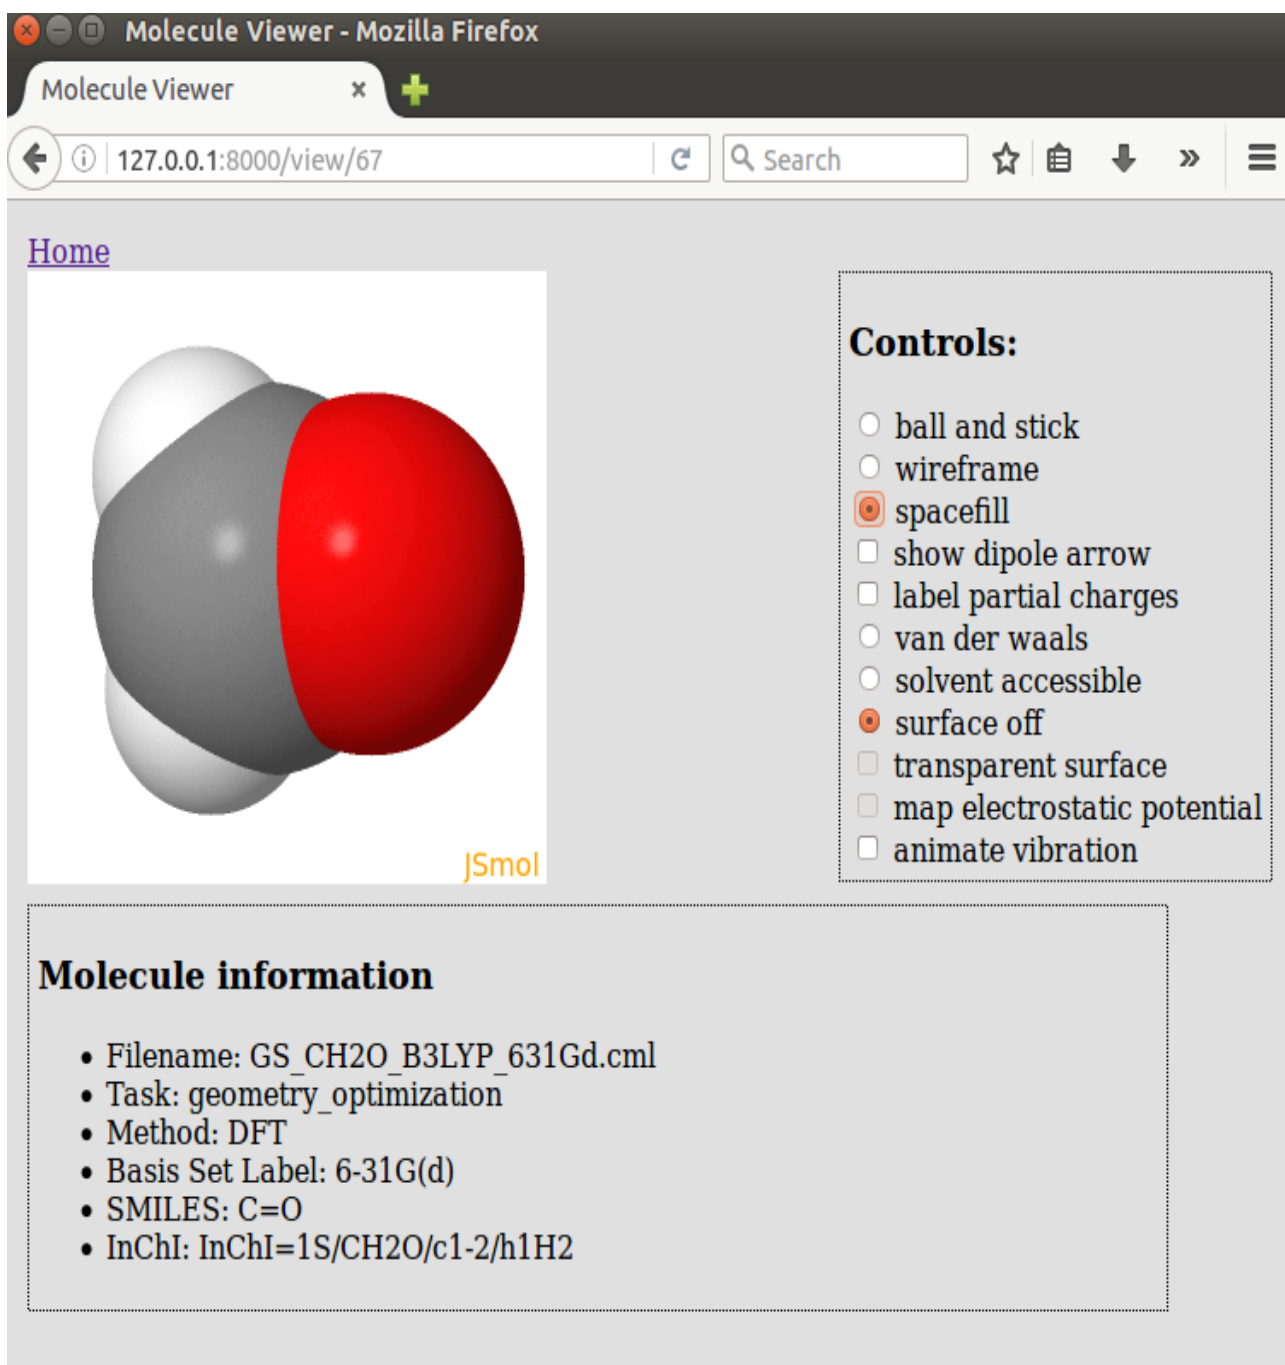 Molecule Viewer - Mozilla Firefox
Molecule Viewer
127.0.0.1:8000/view/67
Search
Home
JSmol
Controls:
ball and stick
wireframe
spacefill
show dipole arrow
label partial charges
van der waals
solvent accessible
surface off
transparent surface
map electrostatic potential
animate vibration
Molecule information
• Filename: GS_CH2O_B3LYP_631Gd.cml
• Task: geometry_optimization
• Method: DFT
• Basis Set Label: 6-31G(d)
• SMILES: C=O
• InChI: InChI=1S/CH2O/c1-2/h1H2